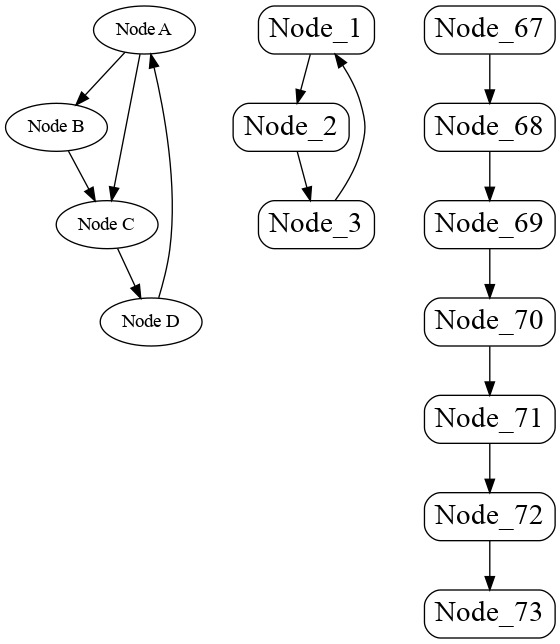 Node A
Node B
Node C
Node D
Node_1
Node_2
Node_3
Node_67
Node_68
Node_69
Node_70
Node_71
Node_72
Node_73